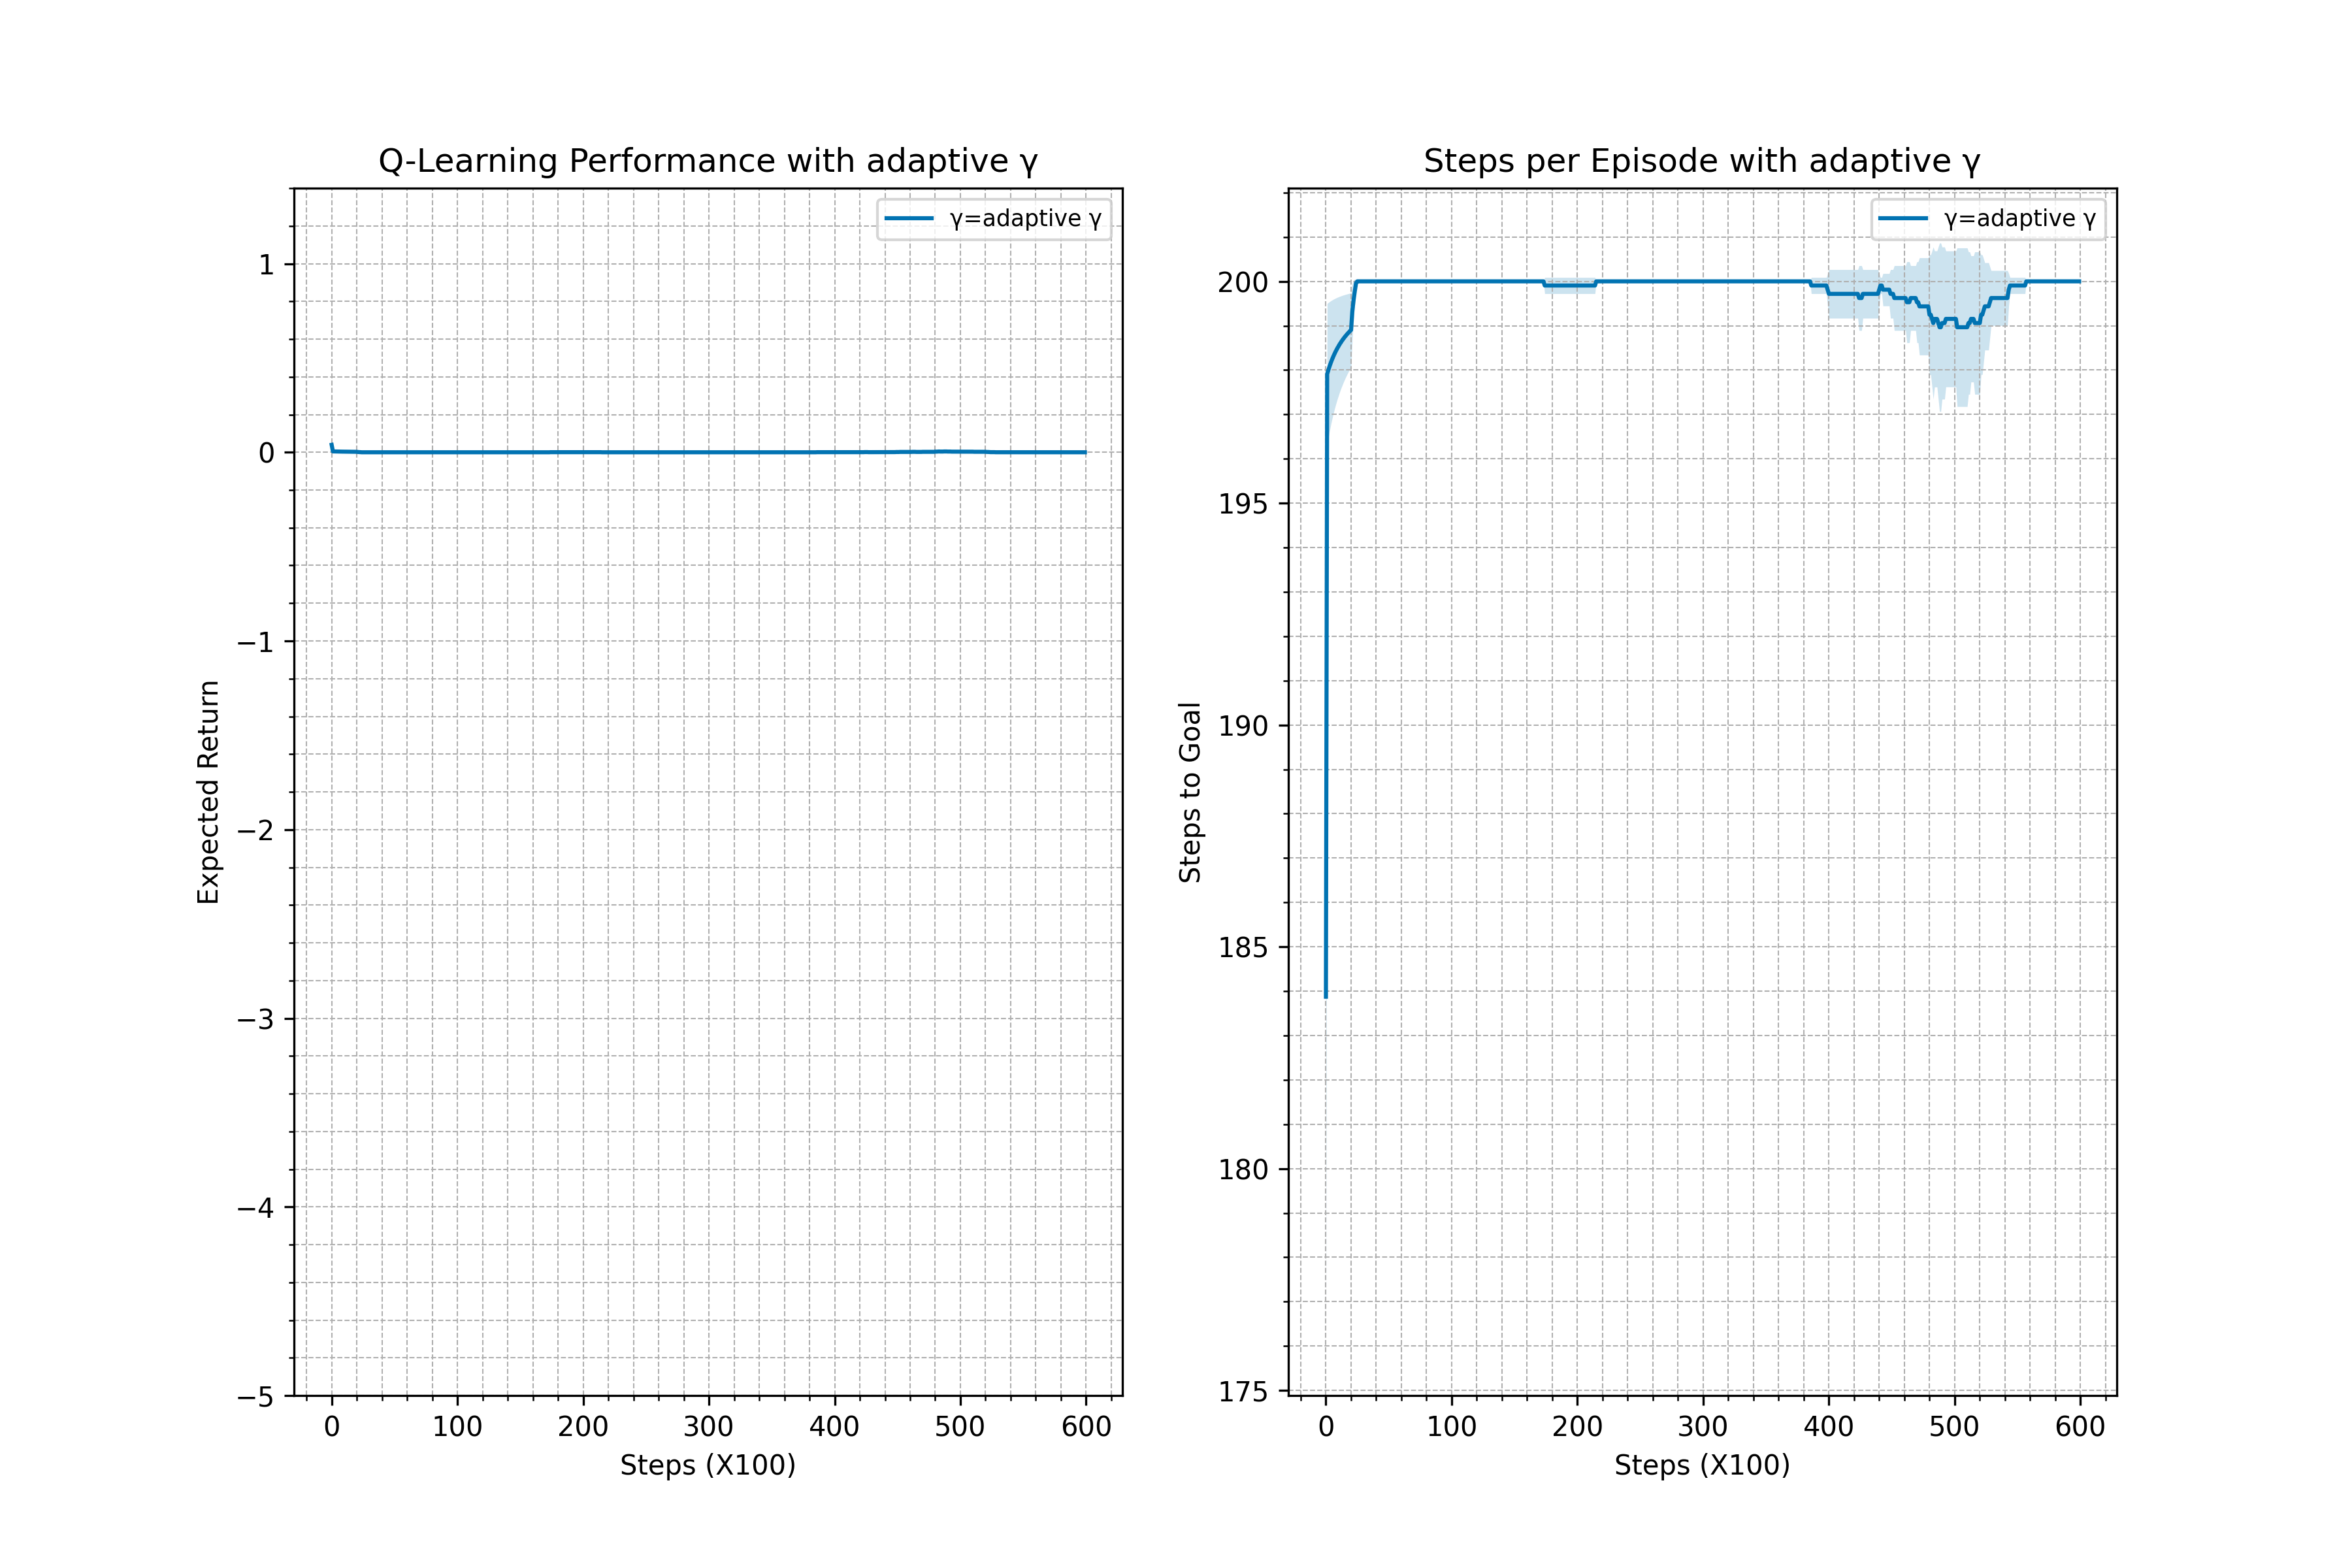 Q-Learning Performance with adaptive γ
γ=adaptive γ
1
0
−1
−2
−3
−4
−5
Expected Return
0 100 200 300 400 500 600
Steps (X100)
Steps per Episode with adaptive γ
γ=adaptive γ
200
195
190
185
180
175
Steps to Goal
0 100 200 300 400 500 600
Steps (X100)